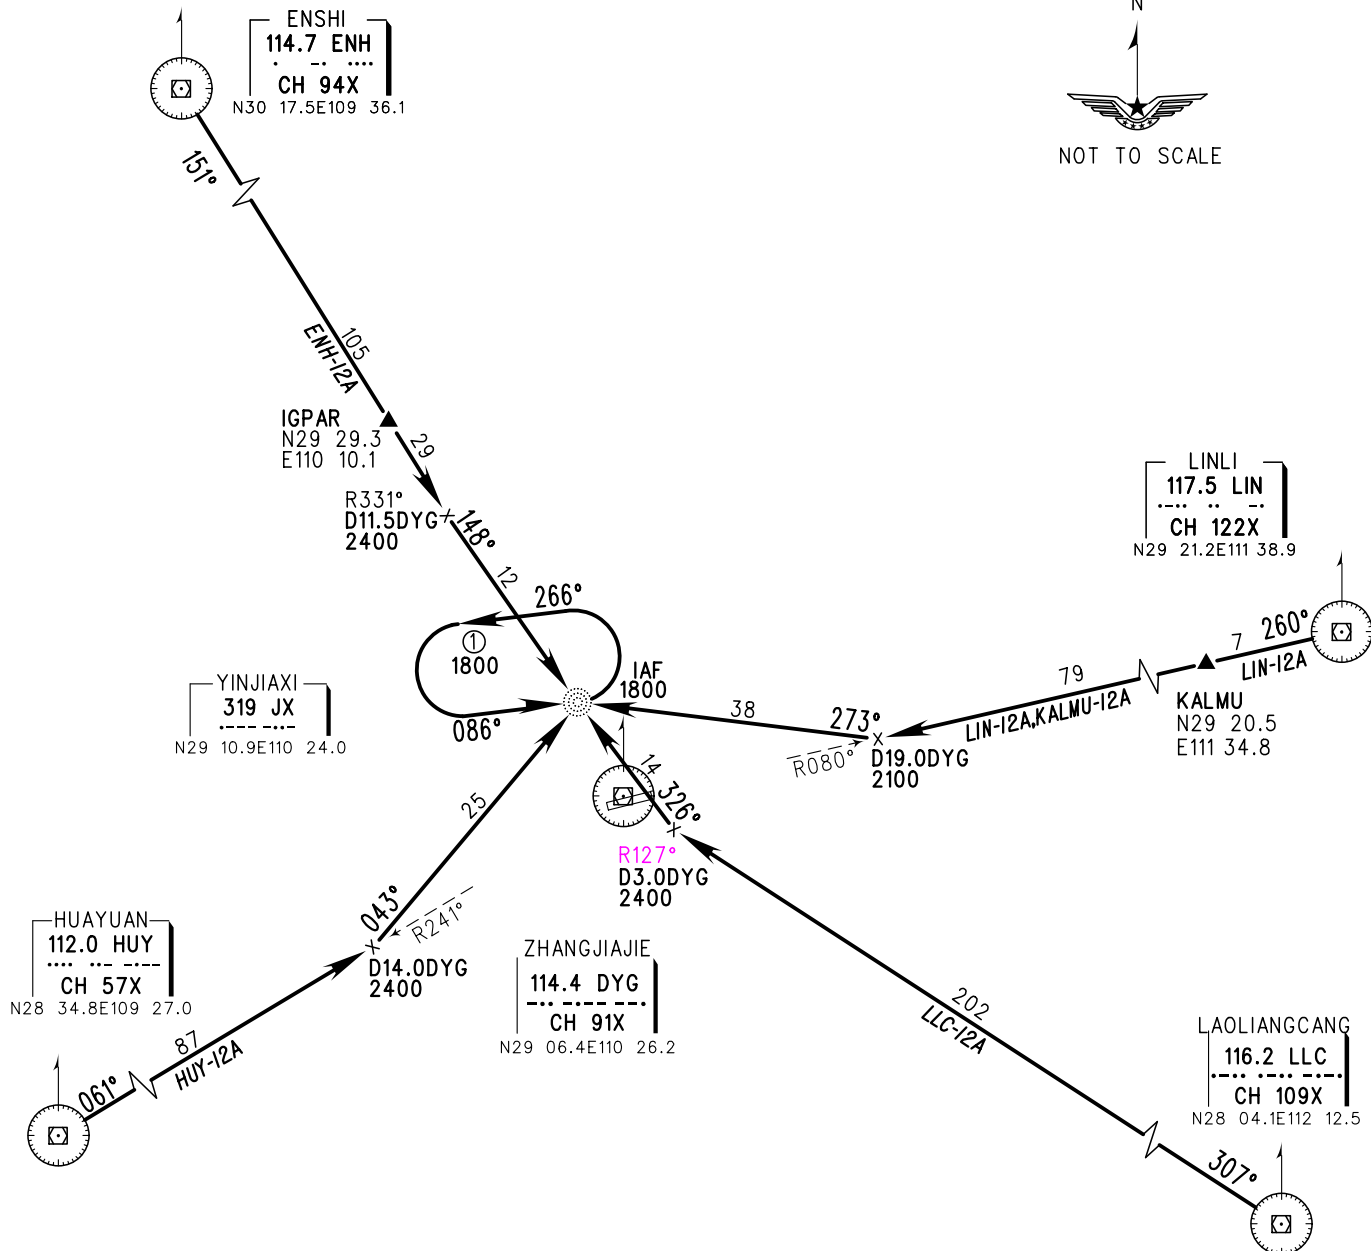 N
NOT TO SCALE
ENSHI
114.7 ENH
CH 94X
N30 17.5E109 36.1
151°
105
ENH-12A
IGPAR
N29 29.3
E110 10.1
29
R331°
D11.5DYG
2400
148°
12
266°
1
1800
086°
IAF
1800
YINJIAXI
319 JX
N29 10.9E110 24.0
LINLI
117.5 LIN
CH 122X
N29 21.2E111 38.9
7
260°
LIN-12A
79
LIN-12A,KALMU-12A
KALMU
N29 20.5
E111 34.8
38
273°
R080°
D19.0DYG
2100
14
326°
R127°
D3.0DYG
2400
25
043°
R241°
D14.0DYG
2400
HUAYUAN
112.0 HUY
CH 57X
N28 34.8E109 27.0
87
061°
HUY-12A
ZHANGJIAJIE
114.4 DYG
CH 91X
N29 06.4E110 26.2
202
LLC-12A
LAOLIANGCANG
116.2 LLC
CH 109X
N28 04.1E112 12.5
307°